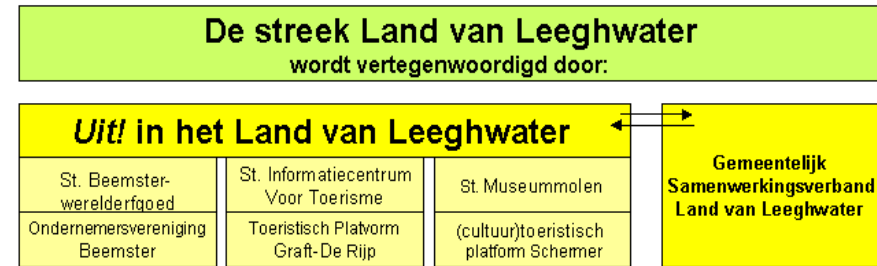 De streek Land van Leeghwater
wordt vertegenwoordigd door:
Uit! in het Land van Leeghwater
St. Beemster-
werelderfgoed
Ondernemersvereniging
Beemster
St. Informatiecentrum
Voor Toerisme
Toeristisch Platvorm
Graft-De Rijp
St. Museummolen
(cultuur)toeristisch
platform Schermer
Gemeentelijk
Samenwerkingsverband
Land van Leeghwater